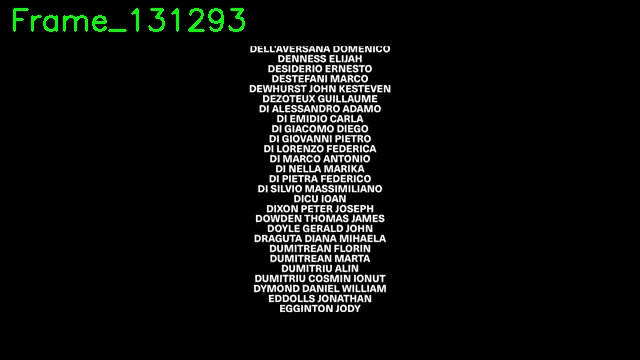 Frame_131293
DELL'AVERSANA DOMENICO
DENNESS ELIJAH
DESIDERIO ERNESTO
DESTEFANI MARCO
DEWHURST JOHN KESTEVEN
DEZOTEUX GUILLAUME
DI ALESSANDRO ADAMO
DI EMIDIO CARLA
DI GIACOMO DIEGO
DI GIOVANNI PIETRO
DI LORENZO FEDERICA
DI MARCO ANTONIO
DI NELLA MARIKA
DI PIETRA FEDERICO
DI SILVIO MASSIMILIANO
DICU IOAN
DIXON PETER JOSEPH
DOWDEN THOMAS JAMES
DOYLE GERALD JOHN
DRAGUTA DIANA MIHAELA
DUMITREAN FLORIN
DUMITREAN MARTA
DUMITRIU ALIN
DUMITRIU COSMIN IONUT
DYMOND DANIEL WILLIAM
EDDOLLS JONATHAN
EGGINTON JODY